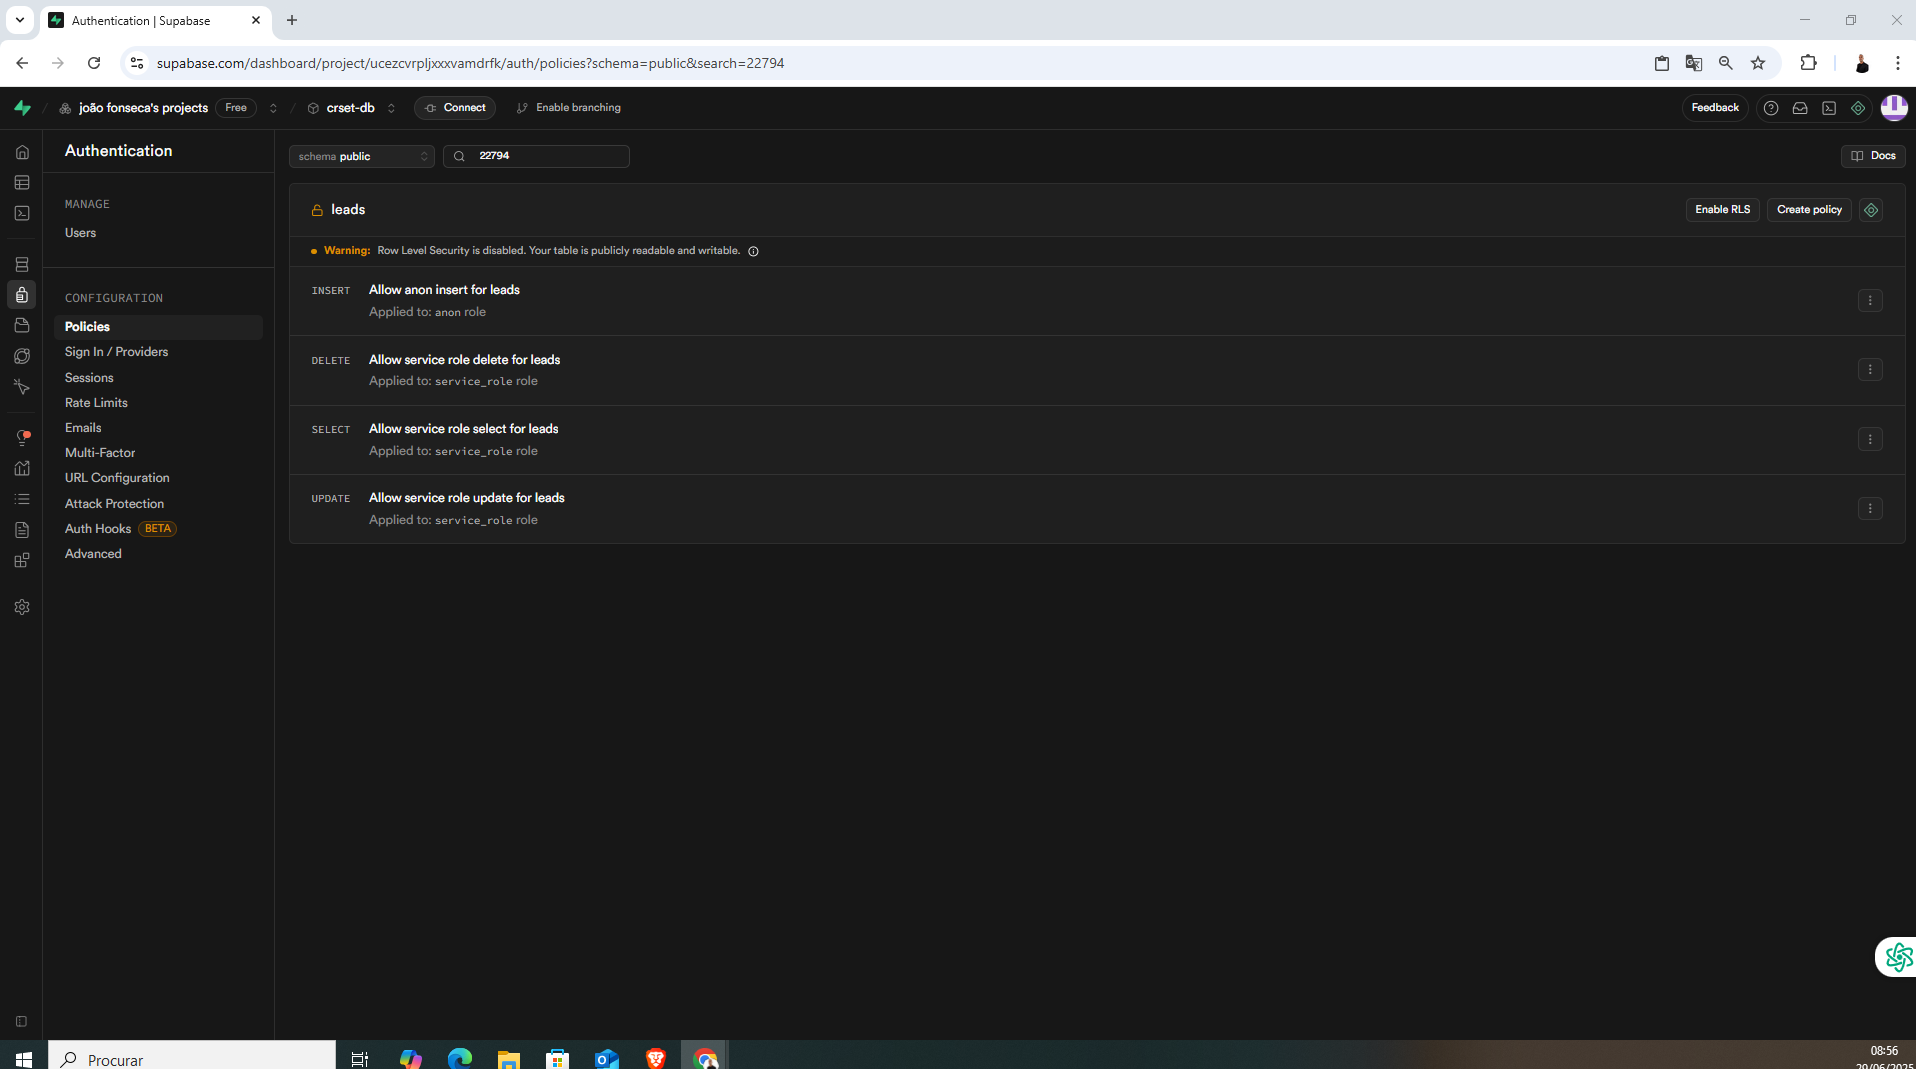 Authentication | Supabase
supabase.com/dashboard/project/ucezcvrpljxxxvamdrfk/auth/policies?schema=public&search=22794
joão fonseca's projects Free crset-db Connect Enable branching Feedback
Authentication
schema public 22794 Docs
MANAGE
Users
CONFIGURATION
Policies
Sign In / Providers
Sessions
Rate Limits
Emails
Multi-Factor
URL Configuration
Attack Protection
Auth Hooks BETA
Advanced
leads Enable RLS Create policy
Warning: Row Level Security is disabled. Your table is publicly readable and writable.
INSERT Allow anon insert for leads
Applied to: anon role
DELETE Allow service role delete for leads
Applied to: service_role role
SELECT Allow service role select for leads
Applied to: service_role role
UPDATE Allow service role update for leads
Applied to: service_role role
Procurar
08:56
29/06/2025